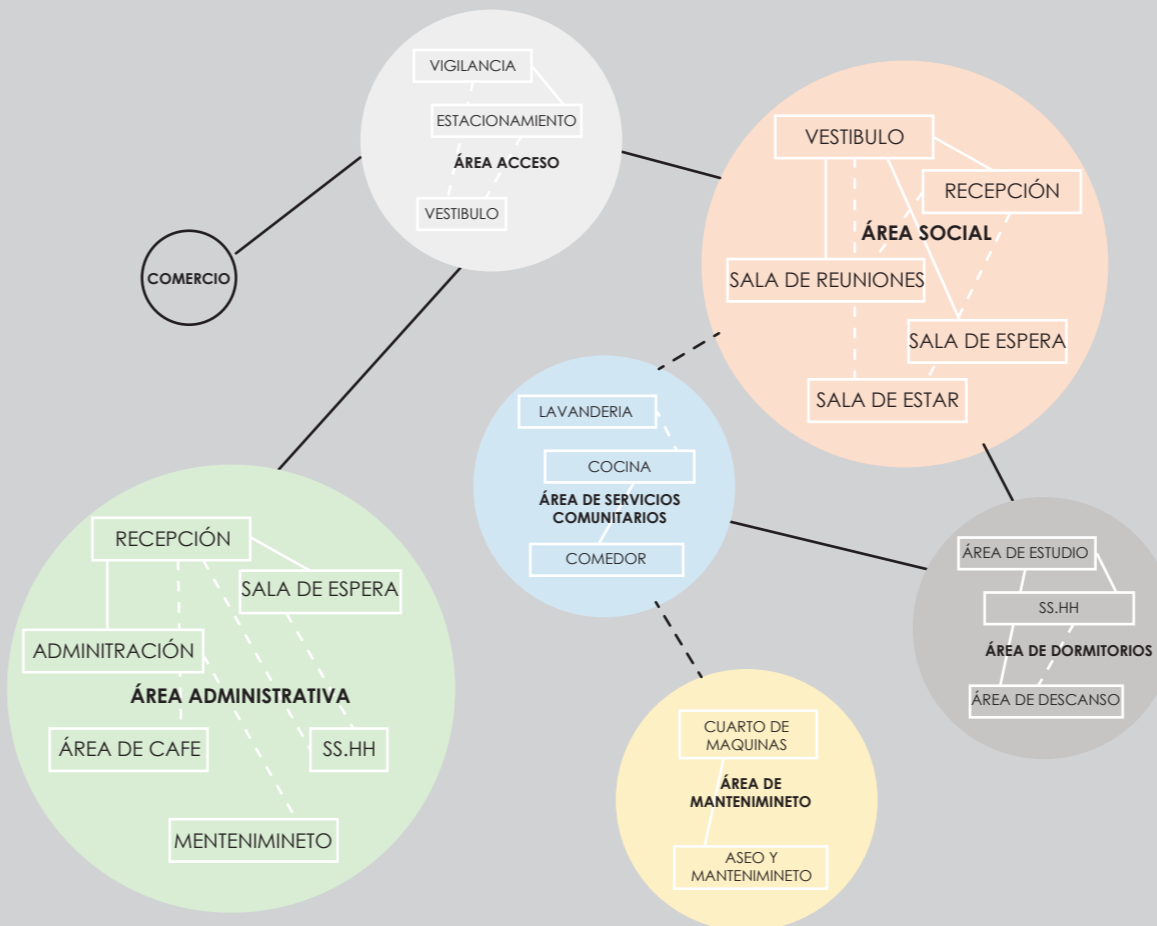 VIGILANCIA
ESTACIONAMIENTO
ÁREA ACCESO
VESTIBULO
COMERCIO
VESTIBULO
RECEPCIÓN
ÁREA SOCIAL
SALA DE REUNIONES
SALA DE ESPERA
SALA DE ESTAR
LAVANDERIA
COCINA
ÁREA DE SERVICIOS
COMUNITARIOS
COMEDOR
RECEPCIÓN
SALA DE ESPERA
ADMINITRACIÓN
ÁREA ADMINISTRATIVA
ÁREA DE CAFE
SS.HH
MENTENIMINETO
ÁREA DE ESTUDIO
SS.HH
ÁREA DE DORMITORIOS
ÁREA DE DESCANSO
CUARTO DE
MAQUINAS
ÁREA DE
MANTENIMINETO
ASEO Y
MANTENIMINETO